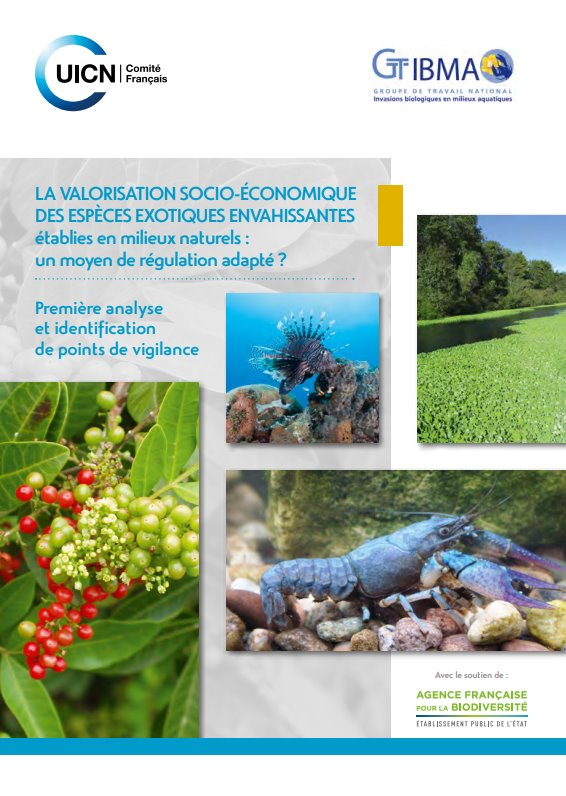 UICN
Comité
Français
GTIBMA
GROUPE DE TRAVAIL NATIONAL
Invasions biologiques en milieux aquatiques
LA VALORISATION SOCIO-ÉCONOMIQUE
DES ESPÈCES EXOTIQUES ENVAHISSANTES
établies en milieux naturels :
un moyen de régulation adapté ?
Première analyse
et identification
de points de vigilance
Avec le soutien de :
AGENCE FRANÇAISE
POUR LA BIODIVERSITÉ
ÉTABLISSEMENT PUBLIC DE L'ÉTAT